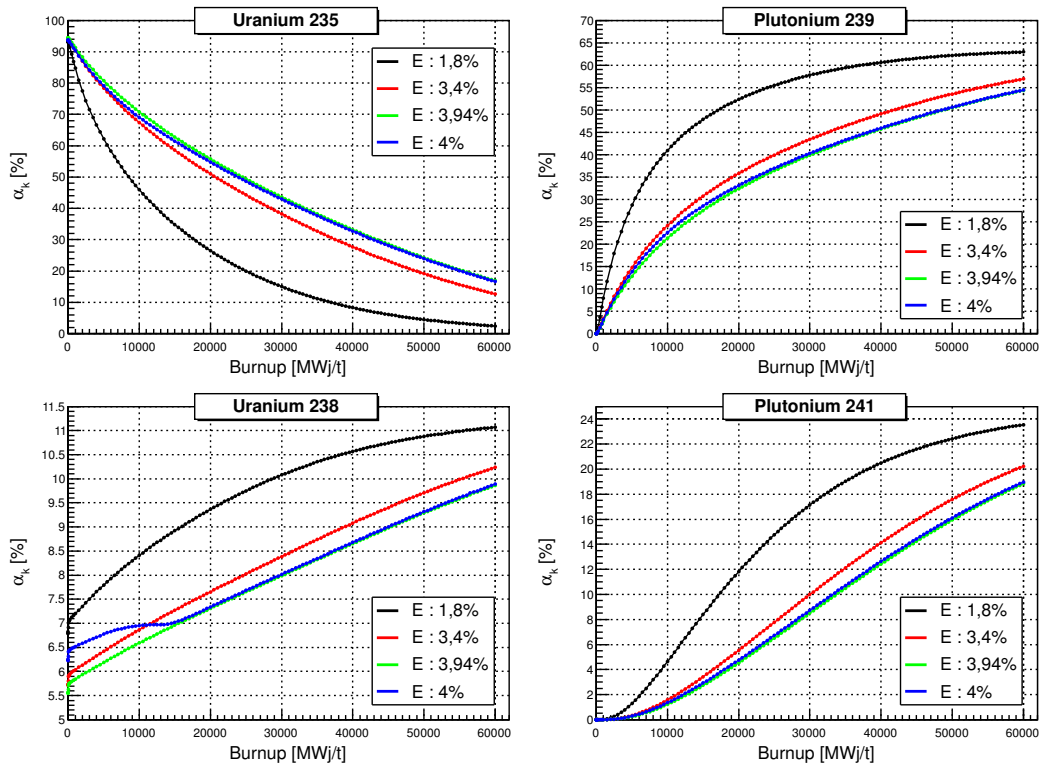 Uranium 235
α_k [%]
100
90
80
70
60
50
40
30
20
10
0
E : 1,8%
E : 3,4%
E : 3,94%
E : 4%
0 10000 20000 30000 40000 50000 60000
Burnup [MWj/t]
Plutonium 239
α_k [%]
70
65
60
55
50
45
40
35
30
25
20
15
10
5
0
E : 1,8%
E : 3,4%
E : 3,94%
E : 4%
0 10000 20000 30000 40000 50000 60000
Burnup [MWj/t]
Uranium 238
α_k [%]
11.5
11
10.5
10
9.5
9
8.5
8
7.5
7
6.5
6
5.5
5
E : 1,8%
E : 3,4%
E : 3,94%
E : 4%
0 10000 20000 30000 40000 50000 60000
Burnup [MWj/t]
Plutonium 241
α_k [%]
24
22
20
18
16
14
12
10
8
6
4
2
0
E : 1,8%
E : 3,4%
E : 3,94%
E : 4%
0 10000 20000 30000 40000 50000 60000
Burnup [MWj/t]